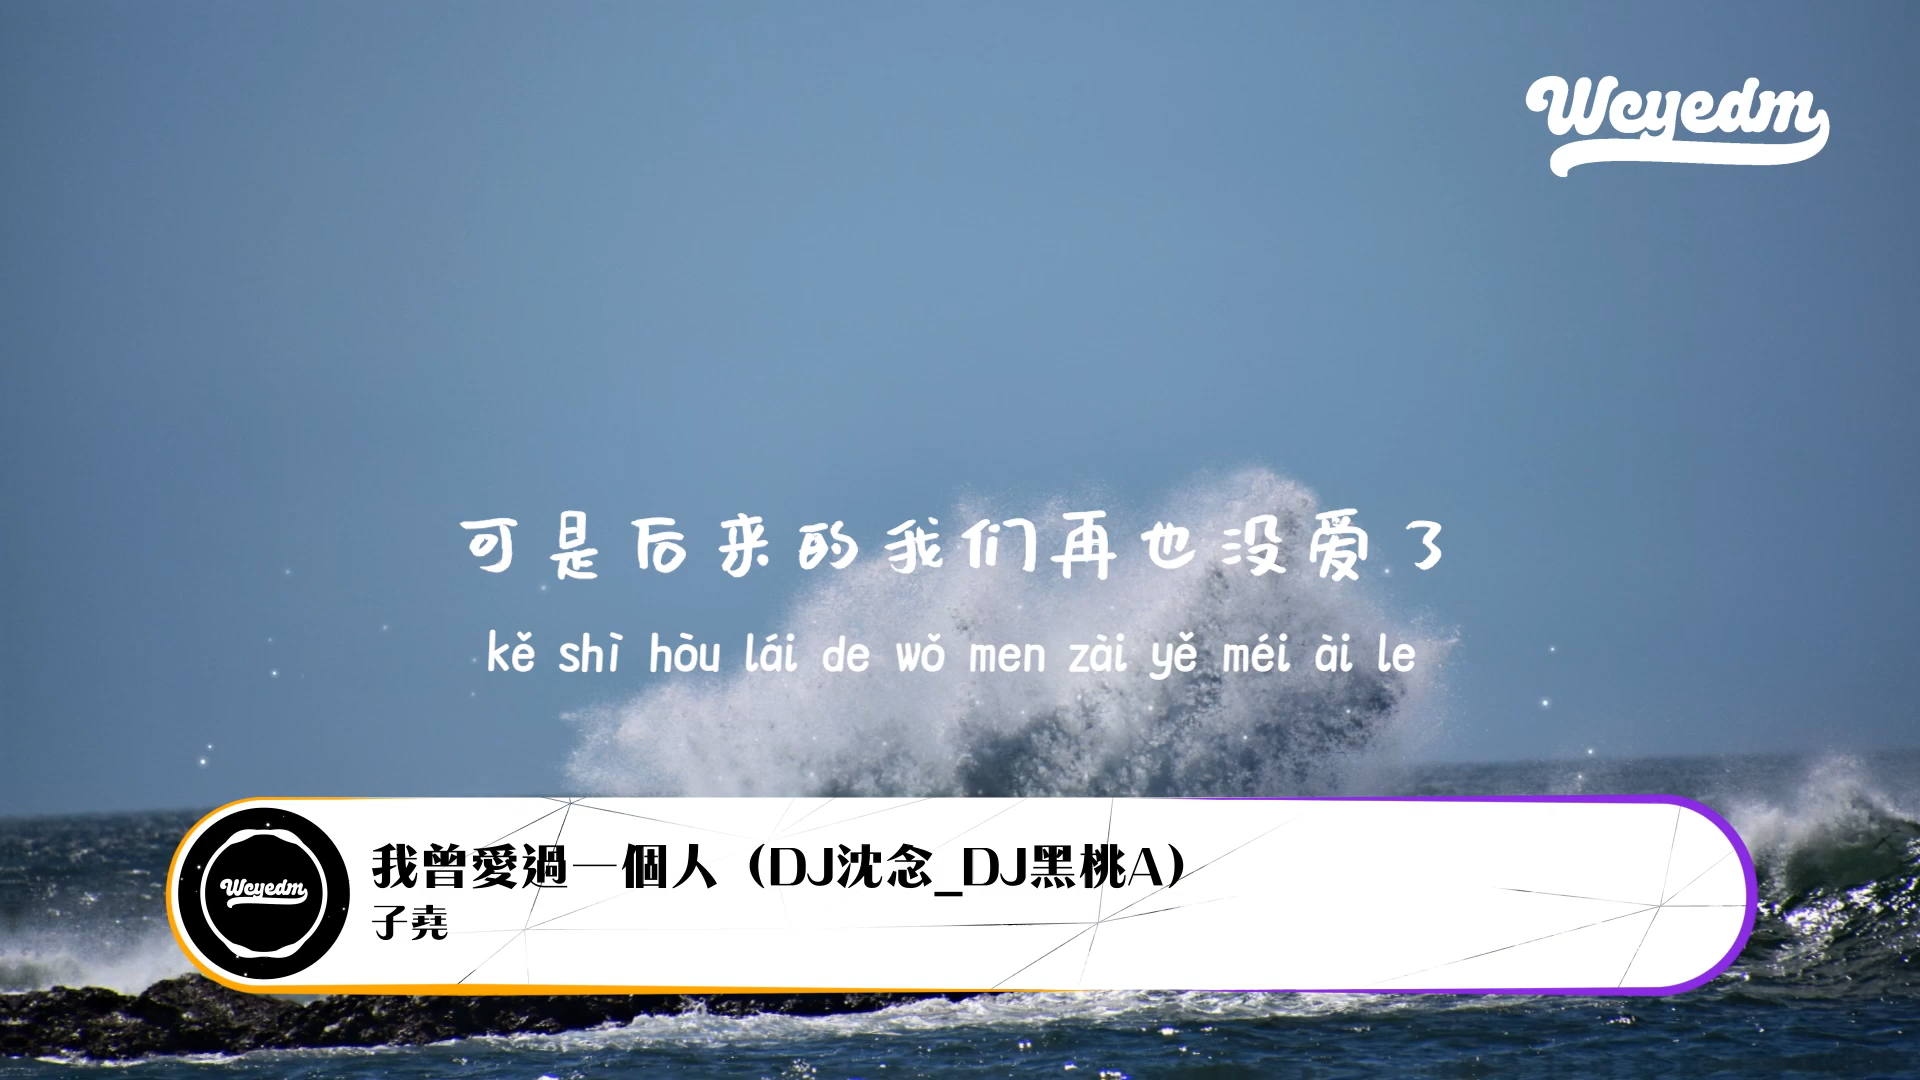 Wcyedm
可是后来的我们再也没爱了
kě shì hòu lái de wǒ men zài yě méi ài le
Wcyedm
我曾愛過一個人（DJ沈念_DJ黑桃A）
子堯